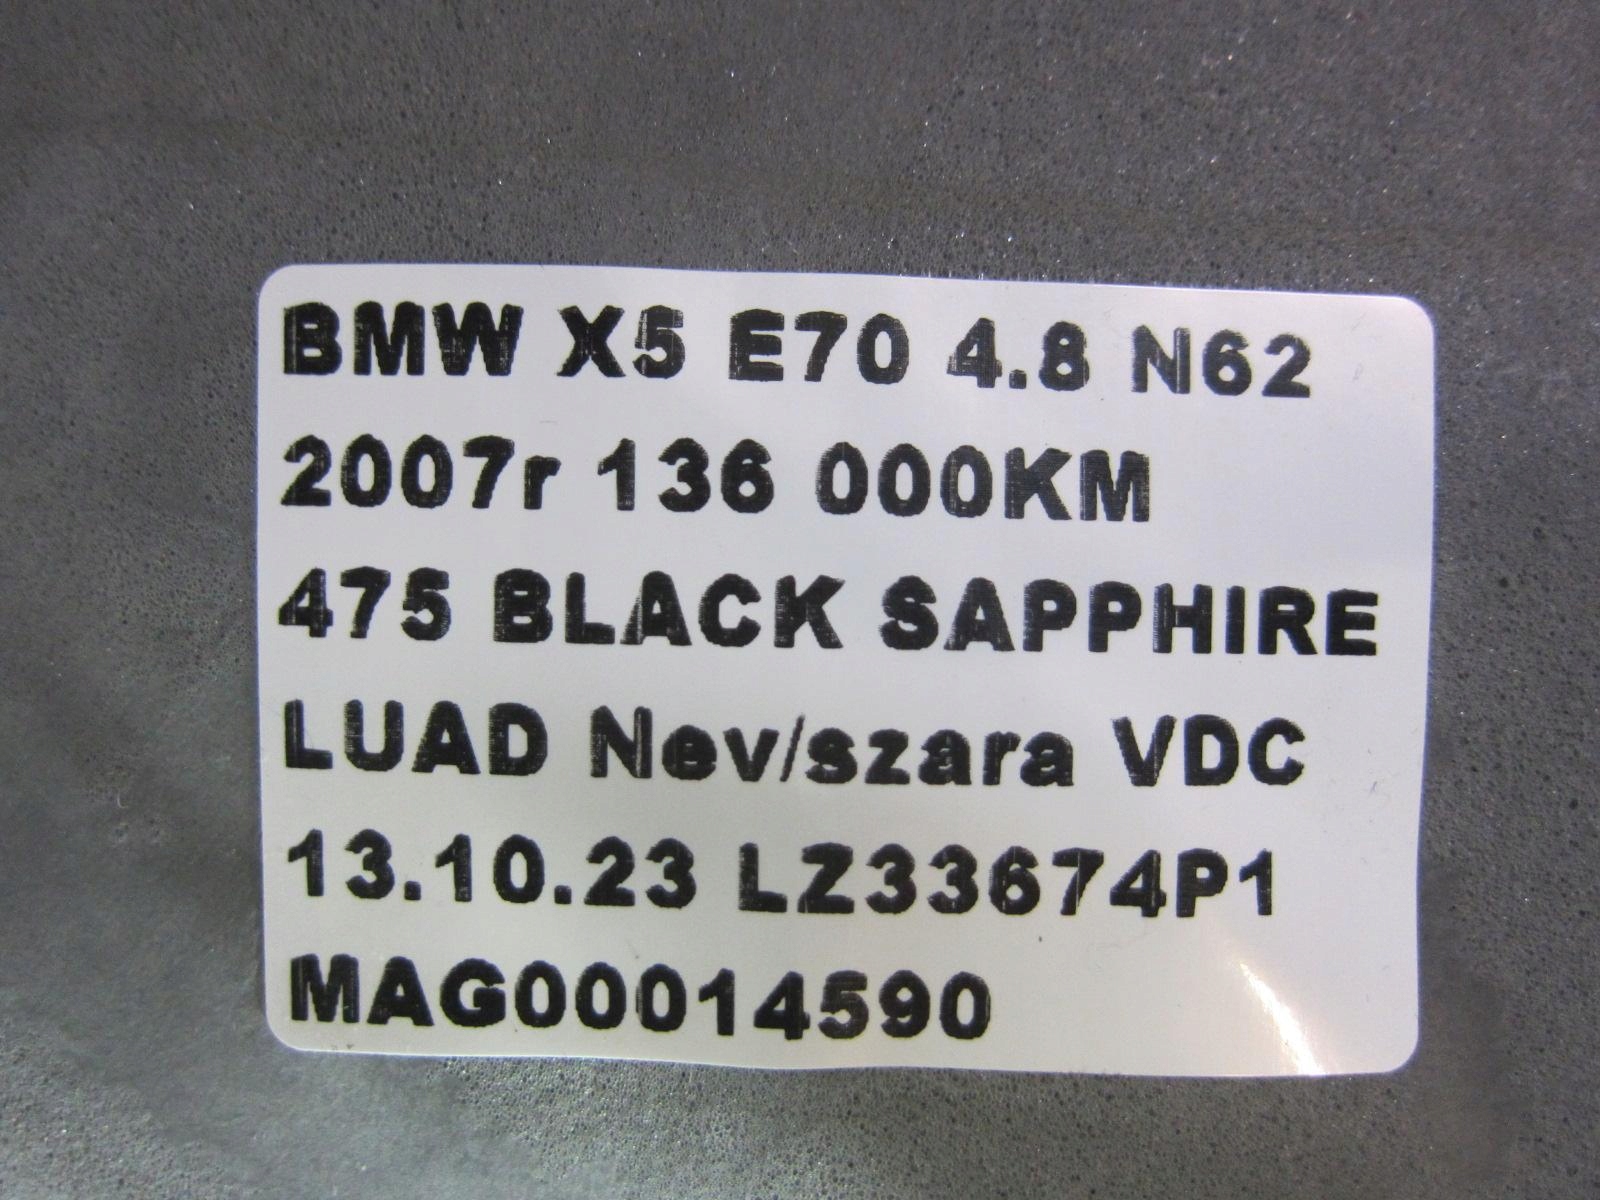 BMW X5 E70 4.8 N62
2007r 136 000KM
475 BLACK SAPPHIRE
LUAD Nev/szara VDC
13.10.23 LZ33674P1
MAG00014590